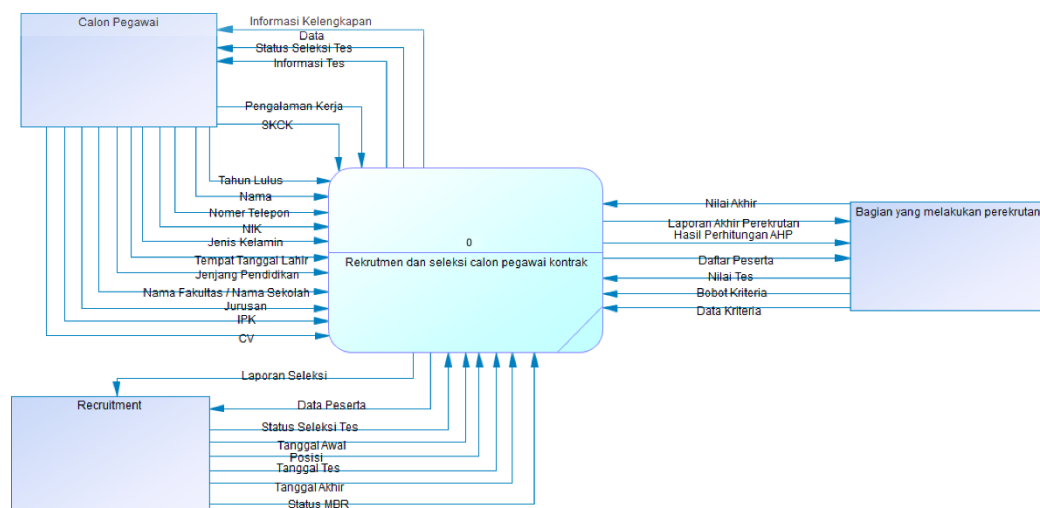 Calon Pegawai
Informasi Kelengkapan
Data
Status Seleksi Tes
Informasi Tes
Pengalaman Kerja
SKCK
Tahun Lulus
Nama
Nomer Telepon
NIK
Jenis Kelamin
Tempat Tanggal Lahir
Jenjang Pendidikan
Nama Fakultas / Nama Sekolah
Jurusan
IPK
CV
0
Rekrutmen dan seleksi calon pegawai kontrak
Nilai Akhir
Laporan Akhir Perekrutan
Hasil Perhitungan AHP
Daftar Peserta
Nilai Tes
Bobot Kriteria
Data Kriteria
Bagian yang melakukan perekrutan
Laporan Seleksi
Recruitment
Data Peserta
Status Seleksi Tes
Tanggal Awal
Posisi
Tanggal Tes
Tanggal Akhir
Status MBR